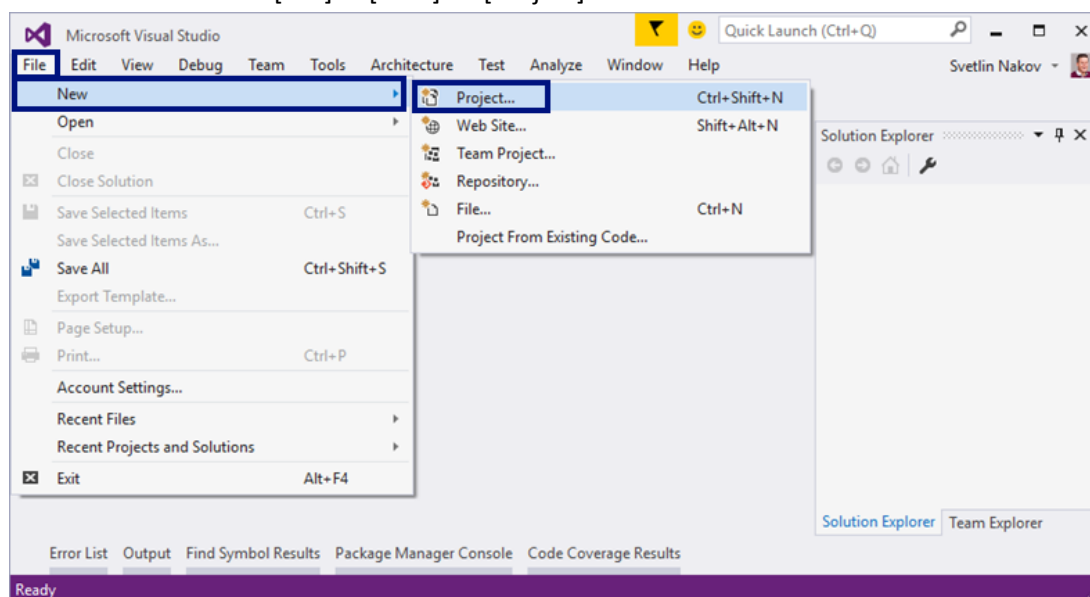 Microsoft Visual Studio
Quick Launch (Ctrl+Q)
File Edit View Debug Team Tools Architecture Test Analyze Window Help Svetlin Nakov
New
Project... Ctrl+Shift+N
Open
Web Site... Shift+Alt+N
Close
Team Project...
Close Solution
Repository...
Save Selected Items Ctrl+S
File... Ctrl+N
Save Selected Items As...
Project From Existing Code...
Save All Ctrl+Shift+S
Export Template...
Page Setup...
Print... Ctrl+P
Account Settings...
Recent Files
Recent Projects and Solutions
Exit Alt+F4
Solution Explorer
Solution Explorer Team Explorer
Error List Output Find Symbol Results Package Manager Console Code Coverage Results
Ready